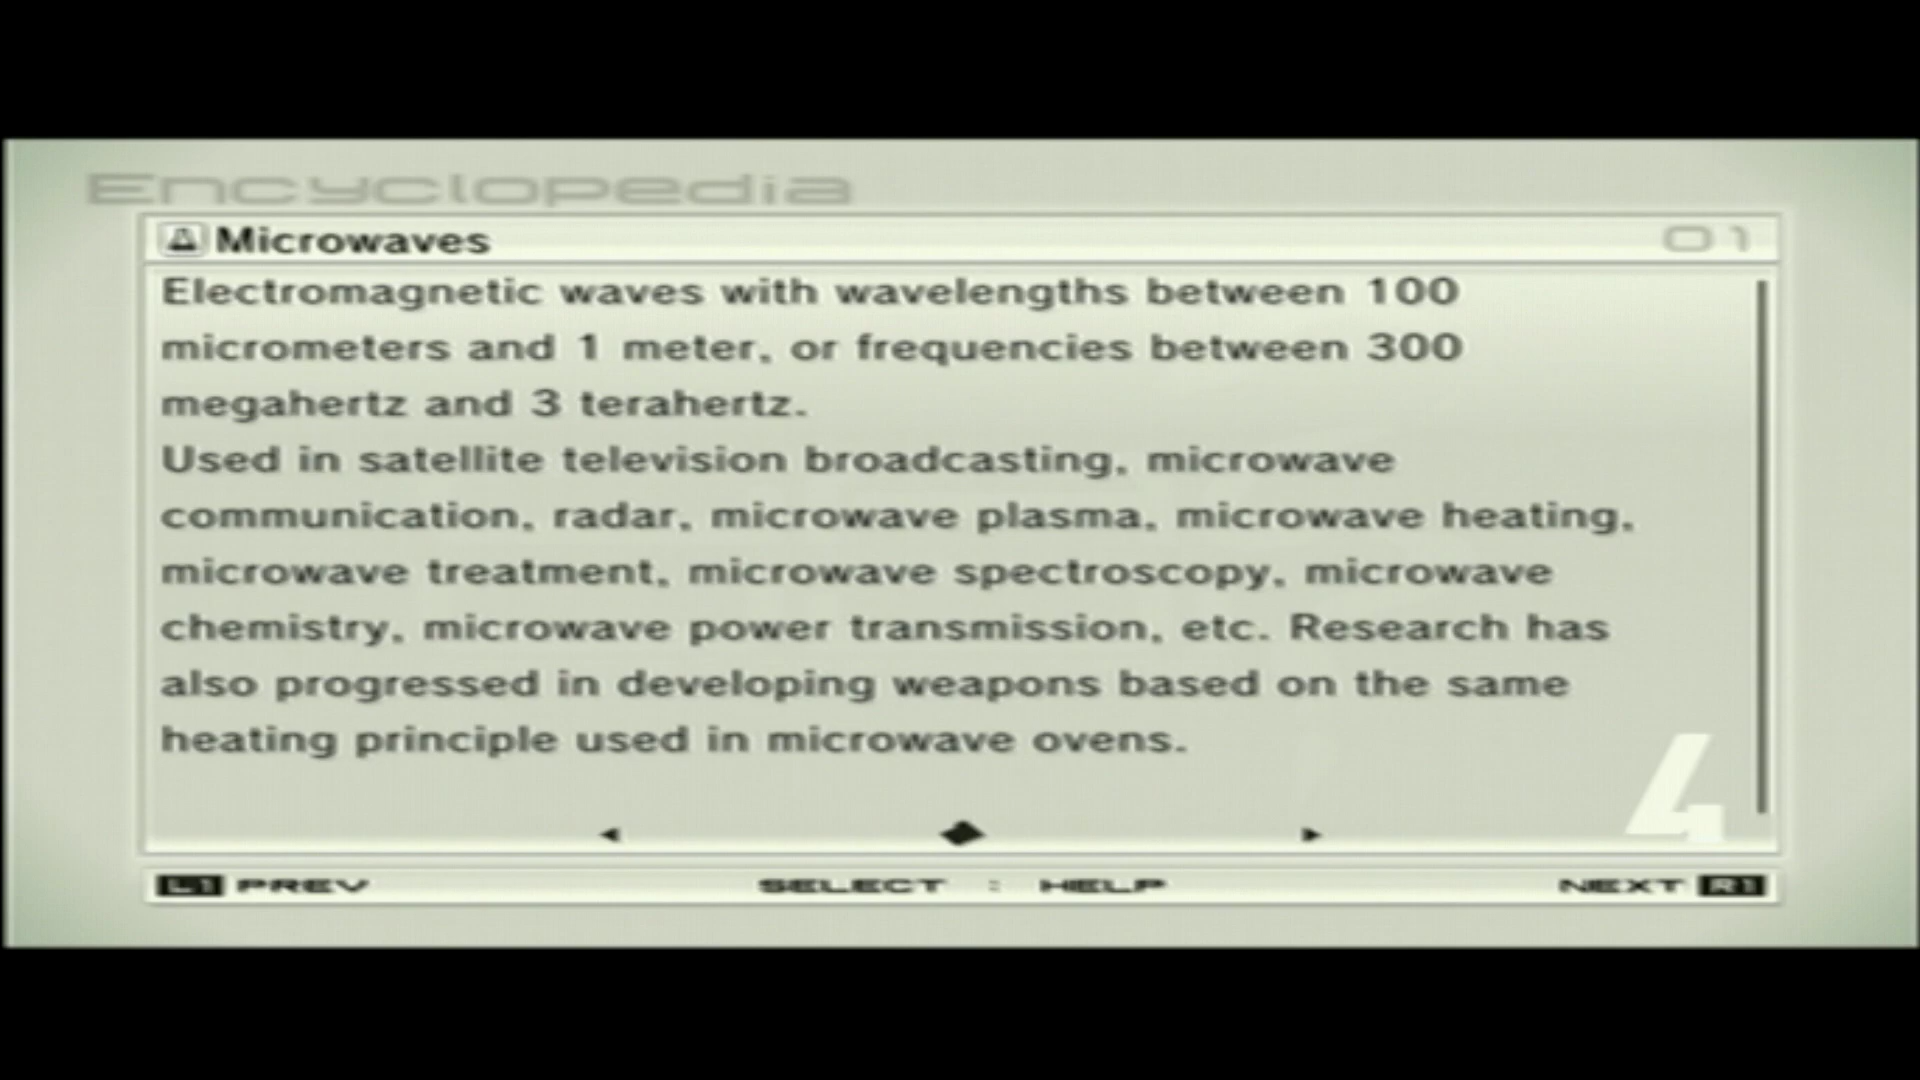 Encyclopedia
Microwaves
01
Electromagnetic waves with wavelengths between 100
micrometers and 1 meter, or frequencies between 300
megahertz and 3 terahertz.
Used in satellite television broadcasting, microwave
communication, radar, microwave plasma, microwave heating,
microwave treatment, microwave spectroscopy, microwave
chemistry, microwave power transmission, etc. Research has
also progressed in developing weapons based on the same
heating principle used in microwave ovens.
4
L1 PREV
SELECT : HELP
NEXT R1